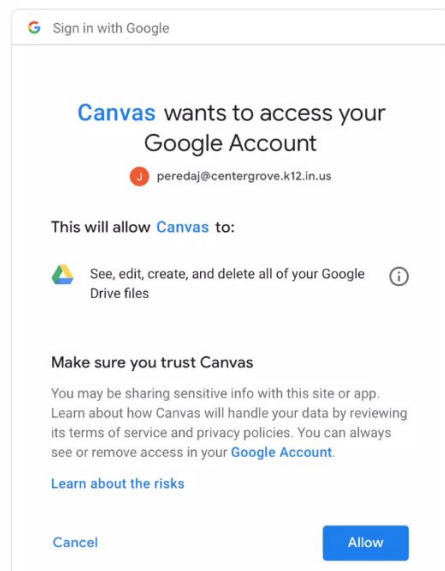 Sign in with Google
Canvas wants to access your
Google Account
J peredaj@centergrove.k12.in.us
This will allow Canvas to:
See, edit, create, and delete all of your Google
Drive files
Make sure you trust Canvas
You may be sharing sensitive info with this site or app.
Learn about how Canvas will handle your data by reviewing
its terms of service and privacy policies. You can always
see or remove access in your Google Account.
Learn about the risks
Cancel Allow